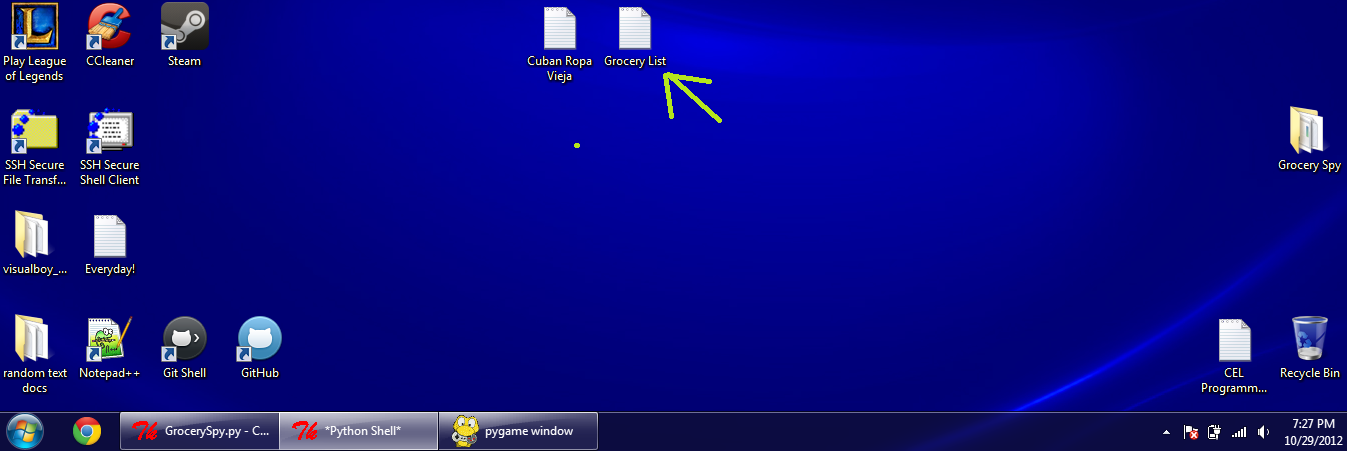 Play League
of Legends
CCleaner
Steam
Cuban Ropa
Vieja
Grocery List
SSH Secure
File Transf...
SSH Secure
Shell Client
Grocery Spy
visualboy_...
Everyday!
random text
docs
Notepad++
Git Shell
GitHub
CEL
Programm...
Recycle Bin
GrocerySpy.py - C...
*Python Shell*
pygame window
7:27 PM
10/29/2012